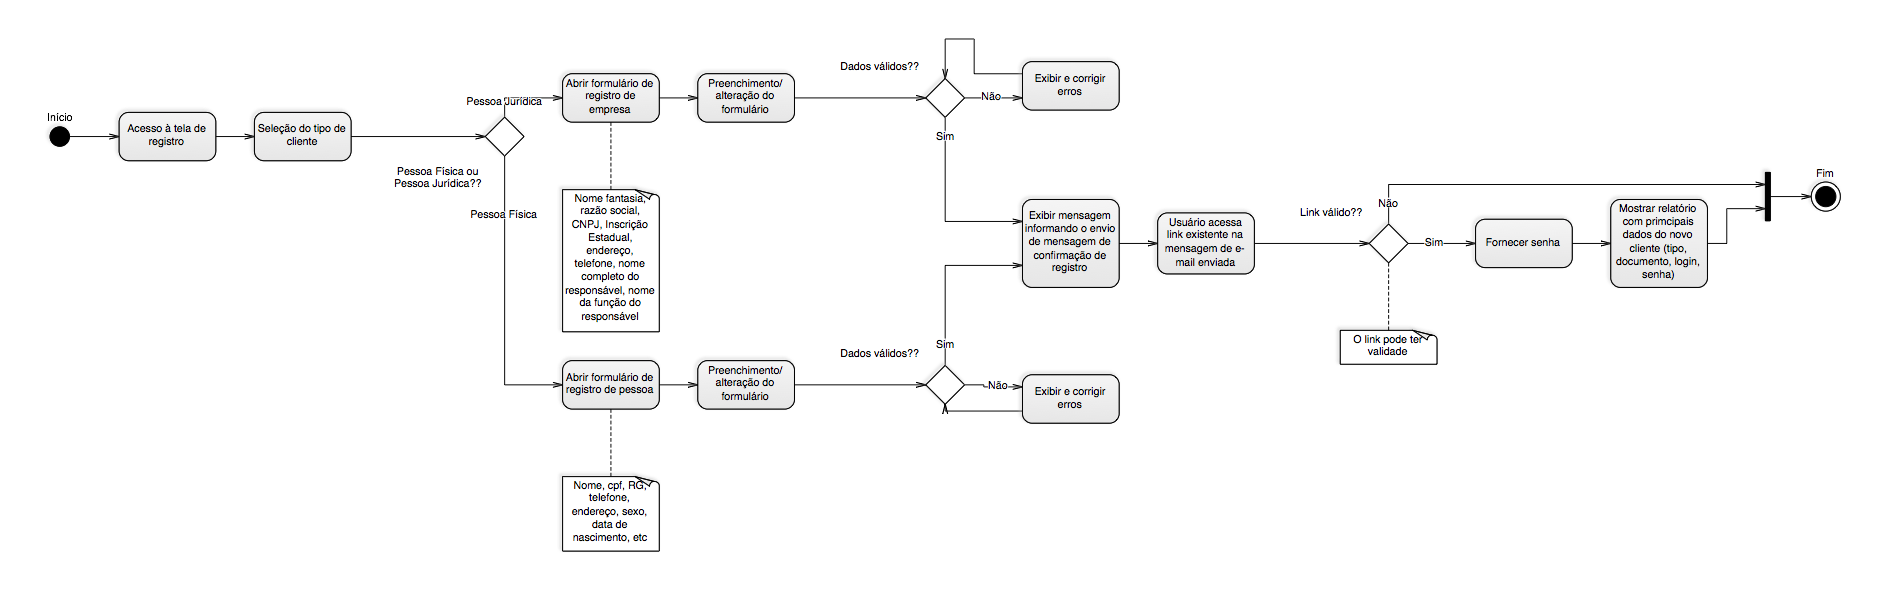 Início
Acesso à tela de
registro
Seleção do tipo de
cliente
Pessoa Física ou
Pessoa Jurídica??
Pessoa Jurídica
Pessoa Física
Abrir formulário de
registro de
empresa
Preenchimento/
alteração do
formulário
Dados válidos??
Não
Exibir e corrigir
erros
Sim
Nome fantasia,
razão social,
CNPJ, Inscrição
Estadual,
endereço,
telefone, nome
completo do
responsável, nome
da função do
responsável
Abrir formulário de
registro de pessoa
Preenchimento/
alteração do
formulário
Dados válidos??
Sim
Não
Exibir e corrigir
erros
Nome, cpf, RG,
telefone,
endereço, sexo,
data de
nascimento, etc
Exibir mensagem
informando o envio
de mensagem de
confirmação de
registro
Usuário acessa
link existente na
mensagem de e-
mail enviada
Link válido??
Não
Sim
O link pode ter
validade
Fornecer senha
Mostrar relatório
com principais
dados do novo
cliente (tipo,
documento, login,
senha)
Fim